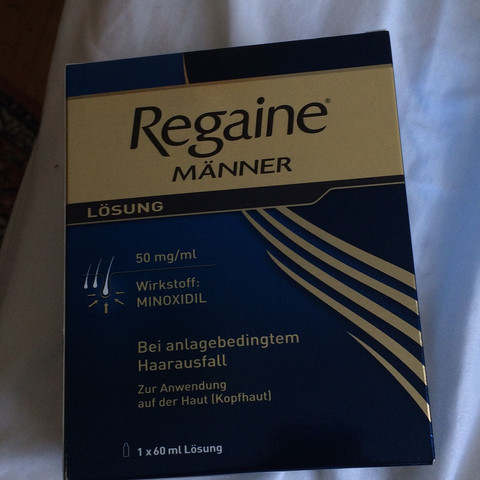 Regaine®
MÄNNER
LÖSUNG
50 mg/ml
Wirkstoff:
MINOXIDIL
Bei anlagebedingtem
Haarausfall
Zur Anwendung
auf der Haut (Kopfhaut)
1 x 60 ml Lösung